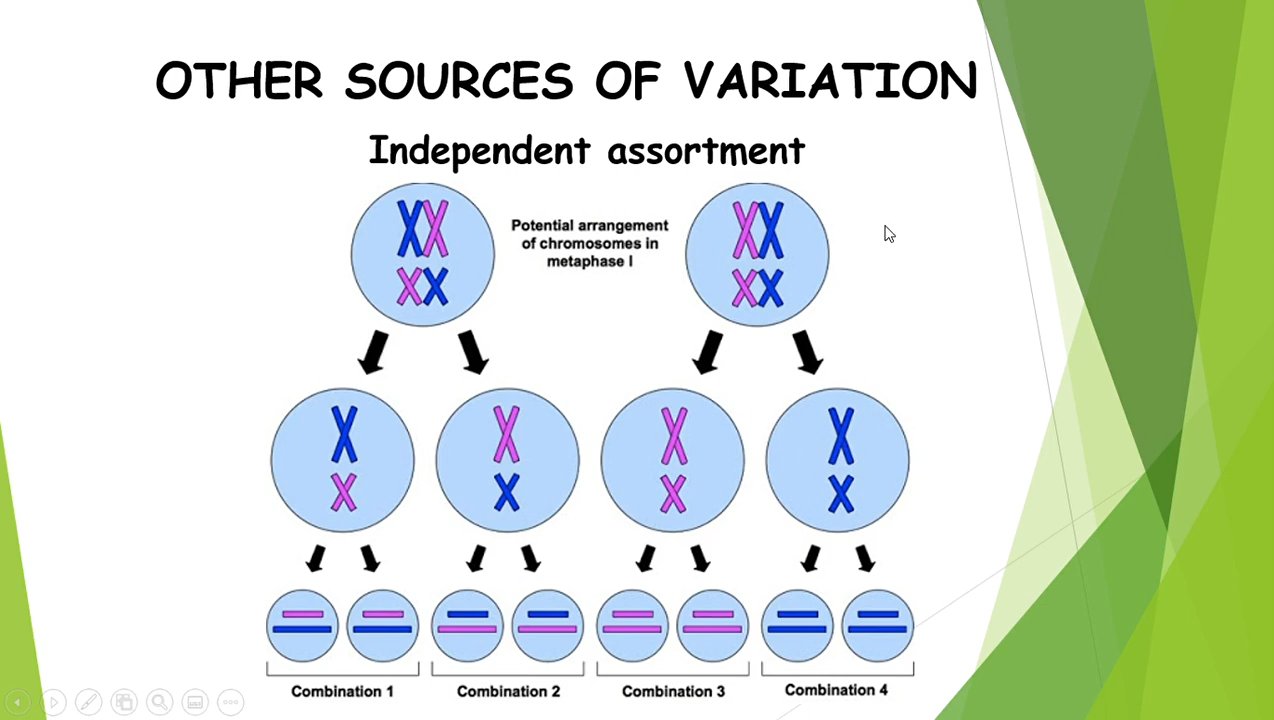 OTHER SOURCES OF VARIATION
Independent assortment
Potential arrangement
of chromosomes in
metaphase I
Combination 1
Combination 2
Combination 3
Combination 4